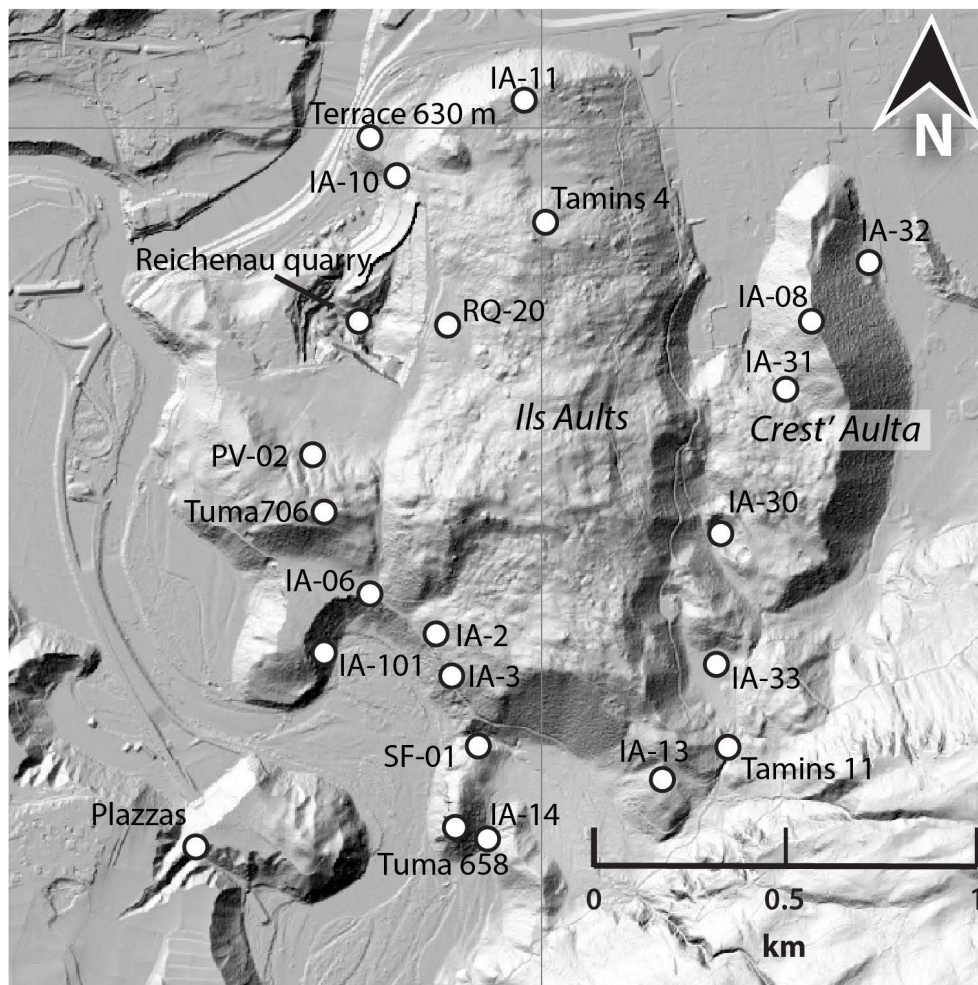 IA-11
Terrace 630 m
N
IA-10
Tamins 4
IA-32
Reichenau quarry
IA-08
RQ-20
IA-31
Ils Aults
Crest' Aulta
PV-02
Tuma706
IA-30
IA-06
IA-2
IA-101
IA-3
IA-33
SF-01
IA-13
Tamins 11
Plazzas
IA-14
Tuma 658
0 0.5 1
km